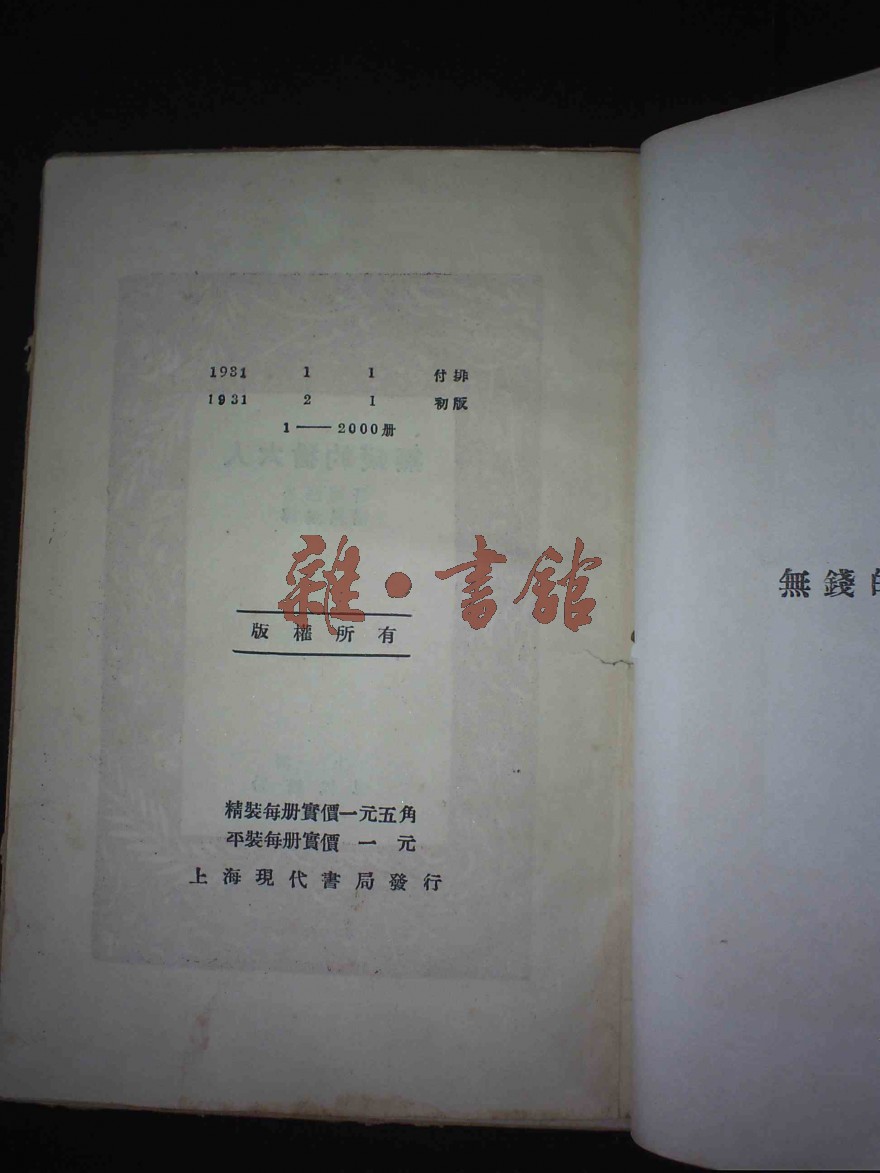 1931 1 1 付排
1931 2 1 初版
1——2000册
雜·書館
版權所有
精裝每册實價一元五角
平裝每册實價 一 元
上海現代書局發行
無錢的